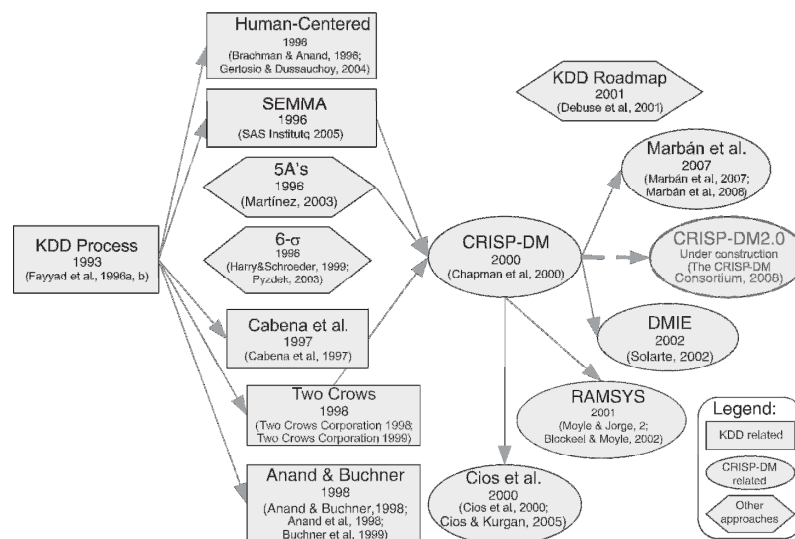 Human-Centered
1996
(Brachman & Anand, 1996;
Gertosio & Dussauchoy, 2004)
SEMMA
1996
(SAS Institute, 2005)
5A's
1996
(Martínez, 2003)
6-σ
1996
(Harry&Schroeder, 1999;
Pyzdek, 2003)
KDD Process
1993
(Fayyad et al, 1996a, b)
Cabena et al.
1997
(Cabena et al, 1997)
Two Crows
1998
(Two Crows Corporation 1998;
Two Crows Corporation 1999)
Anand & Buchner
1998
(Anand & Buchner, 1998;
Anand et al, 1998;
Buchner et al, 1999)
KDD Roadmap
2001
(Debuse et al, 2001)
CRISP-DM
2000
(Chapman et al, 2000)
Marbán et al.
2007
(Marbán et al, 2007;
Marbán et al, 2008)
CRISP-DM2.0
Under construction
(The CRISP-DM
Consortium, 2008)
DMIE
2002
(Solarte, 2002)
RAMSYS
2001
(Moyle & Jorge, 2;
Blockeel & Moyle, 2002)
Cios et al.
2000
(Cios et al, 2000;
Cios & Kurgan, 2005)
Legend:
KDD related
CRISP-DM
related
Other
approaches